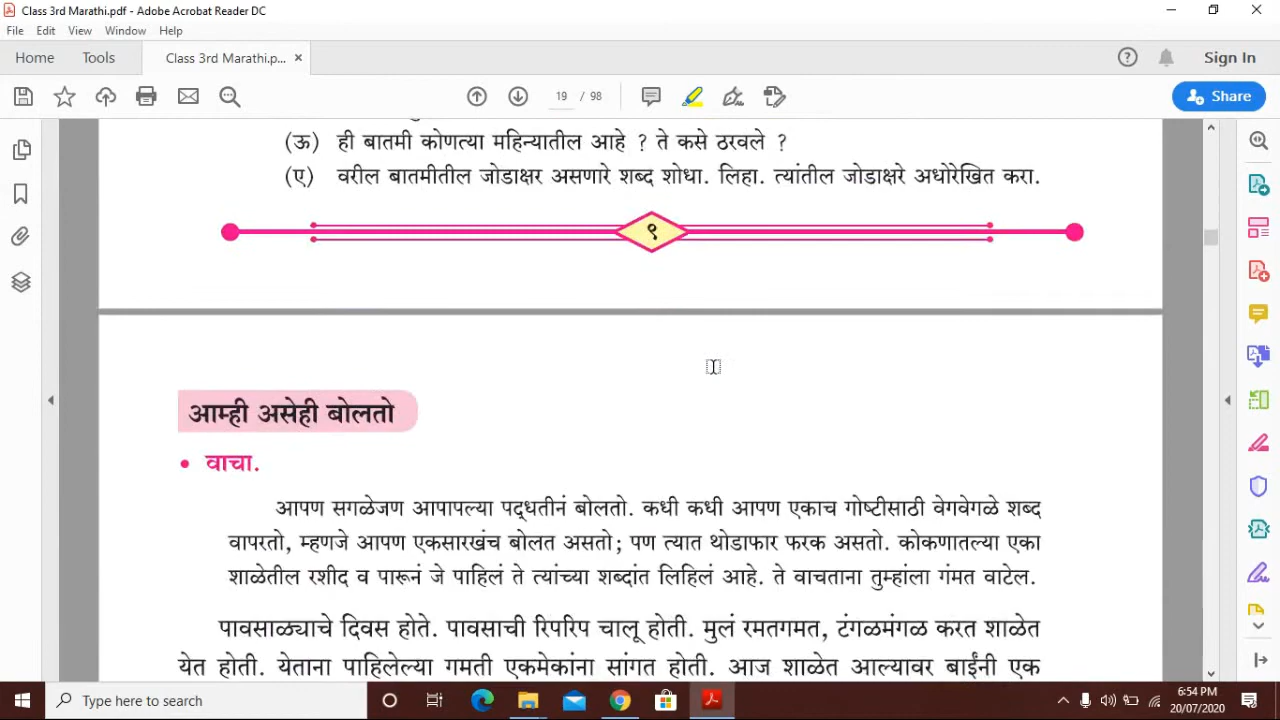 Class 3rd Marathi.pdf - Adobe Acrobat Reader DC
File Edit View Window Help
Home Tools Class 3rd Marathi.p... × Sign In
19 / 98 Share
(ऊ) ही बातमी कोणत्या महिन्यातील आहे ? ते कसे ठरवले ?
(ए) वरील बातमीतील जोडाक्षर असणारे शब्द शोधा. लिहा. त्यांतील जोडाक्षरे अधोरेखित करा.
९
आम्ही असेही बोलतो
• वाचा.
आपण सगळेजण आपापल्या पद्धतीनं बोलतो. कधी कधी आपण एकाच गोष्टीसाठी वेगवेगळे शब्द
वापरतो, म्हणजे आपण एकसारखंच बोलत असतो; पण त्यात थोडाफार फरक असतो. कोकणातल्या एका
शाळेतील रशीद व पारूनं जे पाहिलं ते त्यांच्या शब्दांत लिहिलं आहे. ते वाचताना तुम्हांला गंमत वाटेल.
पावसाळ्याचे दिवस होते. पावसाची रिपरिप चालू होती. मुलं रमतगमत, टंगळमंगळ करत शाळेत
येत होती. येताना पाहिलेल्या गमती एकमेकांना सांगत होती. आज शाळेत आल्यावर बाईंनी एक
Type here to search
6:54 PM
20/07/2020